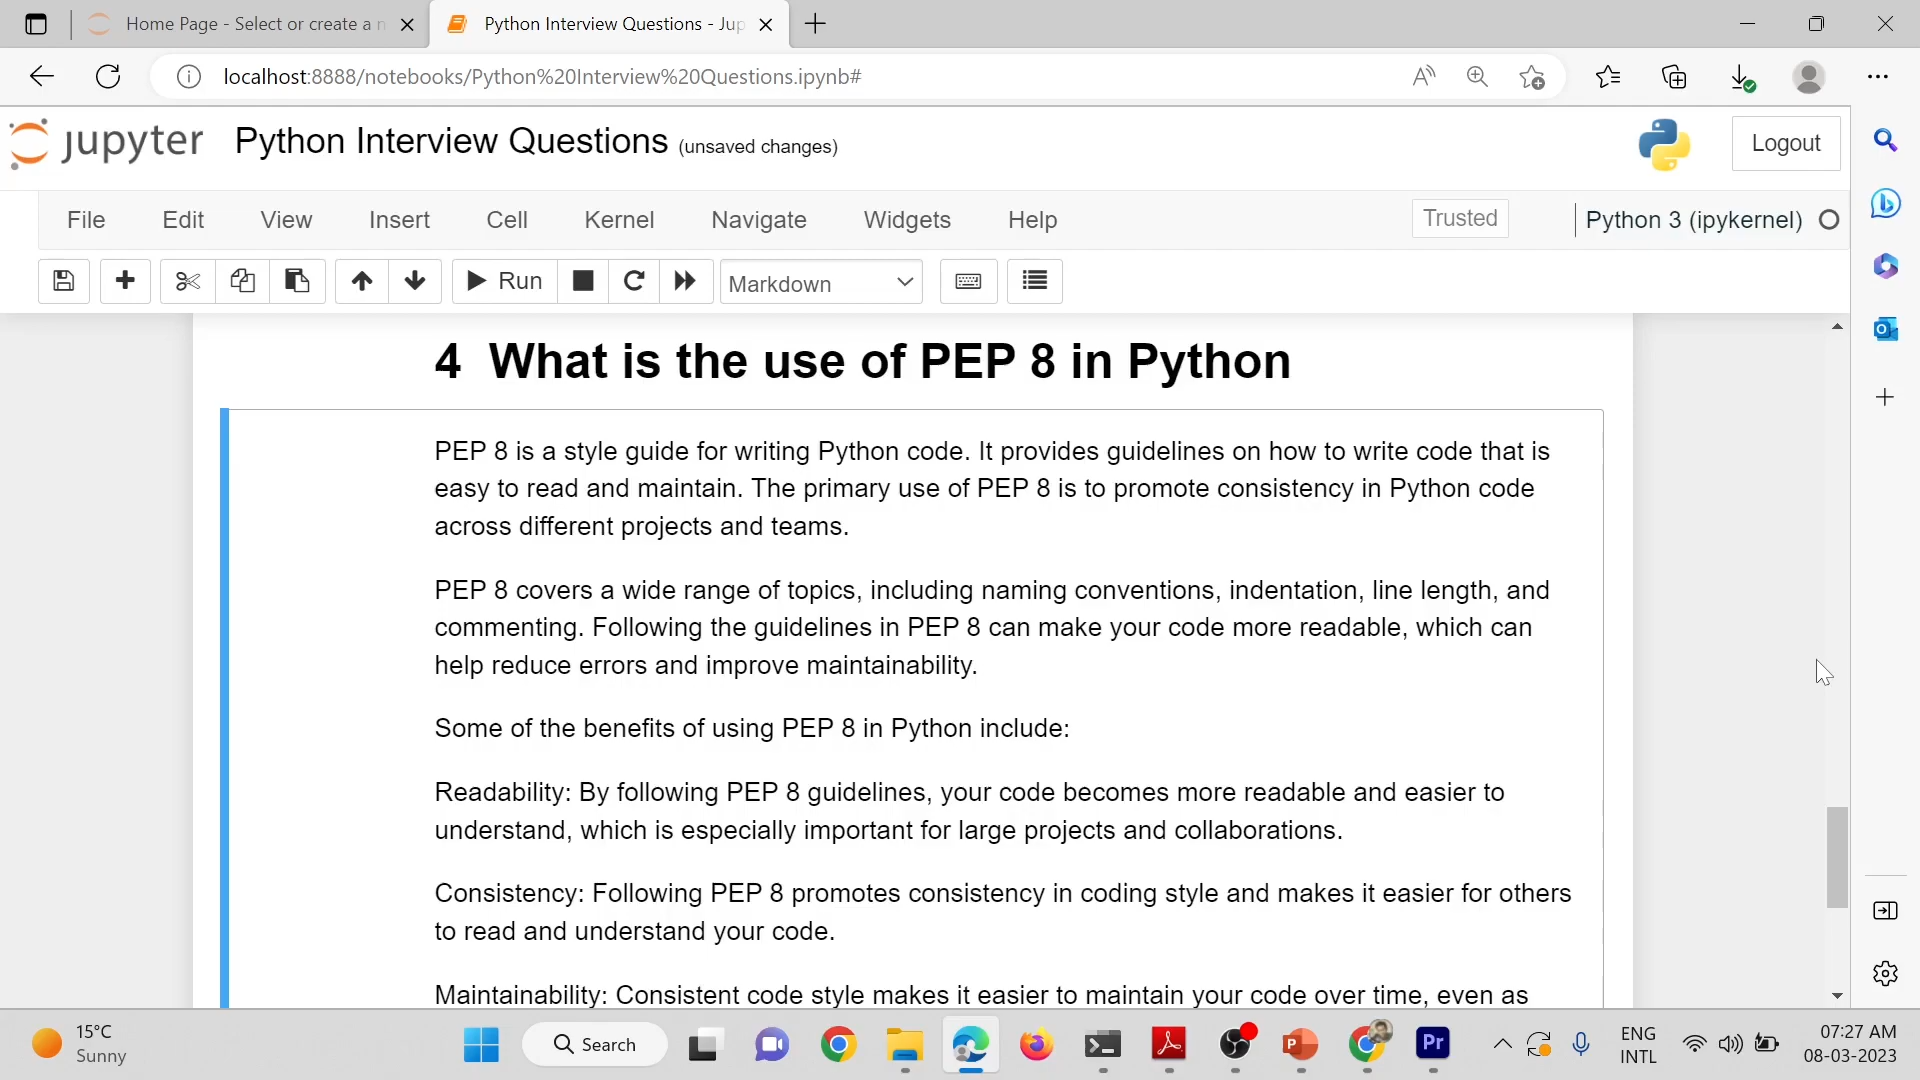 Home Page - Select or create a n
Python Interview Questions - Jup
localhost:8888/notebooks/Python%20Interview%20Questions.ipynb#
jupyter Python Interview Questions (unsaved changes)
Logout
File Edit View Insert Cell Kernel Navigate Widgets Help
Trusted
Python 3 (ipykernel)
Run
Markdown
4 What is the use of PEP 8 in Python
PEP 8 is a style guide for writing Python code. It provides guidelines on how to write code that is
easy to read and maintain. The primary use of PEP 8 is to promote consistency in Python code
across different projects and teams.
PEP 8 covers a wide range of topics, including naming conventions, indentation, line length, and
commenting. Following the guidelines in PEP 8 can make your code more readable, which can
help reduce errors and improve maintainability.
Some of the benefits of using PEP 8 in Python include:
Readability: By following PEP 8 guidelines, your code becomes more readable and easier to
understand, which is especially important for large projects and collaborations.
Consistency: Following PEP 8 promotes consistency in coding style and makes it easier for others
to read and understand your code.
Maintainability: Consistent code style makes it easier to maintain your code over time, even as
15°C
Sunny
Search
Pr
ENG
INTL
07:27 AM
08-03-2023